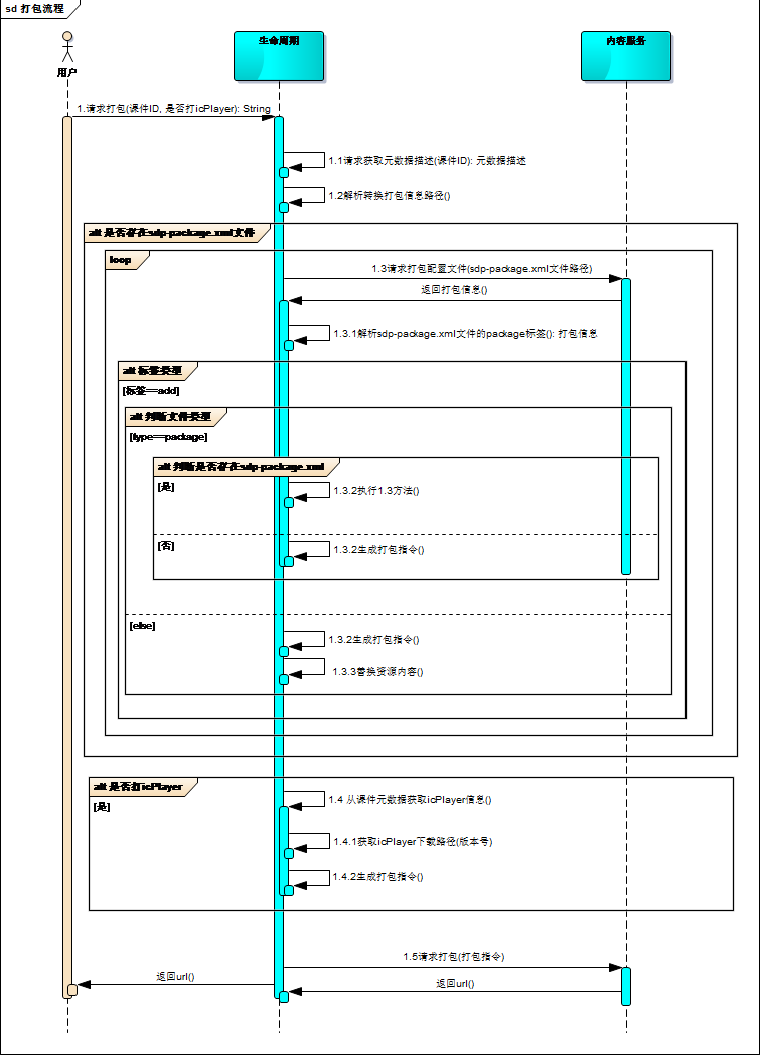 sd 打包流程
生命周期
内容服务
用户
1.请求打包(课件ID, 是否打icPlayer): String
1.1请求获取元数据描述(课件ID): 元数据描述
1.2解析转换打包信息路径()
alt 是否存在sdp-package.xml文件
loop
1.3请求打包配置文件(sdp-package.xml文件路径)
返回打包信息()
1.3.1解析sdp-package.xml文件的package标签(): 打包信息
alt 标签类型
[标签==add]
alt 判断文件类型
[type==package]
alt 判断是否存在sdp-package.xml
[是]
1.3.2执行1.3方法()
[否]
1.3.2生成打包指令()
[else]
1.3.2生成打包指令()
1.3.3替换资源内容()
alt 是否打icPlayer
[是]
1.4 从课件元数据获取icPlayer信息()
1.4.1获取icPlayer下载路径(版本号)
1.4.2生成打包指令()
1.5请求打包(打包指令)
返回url()
返回url()